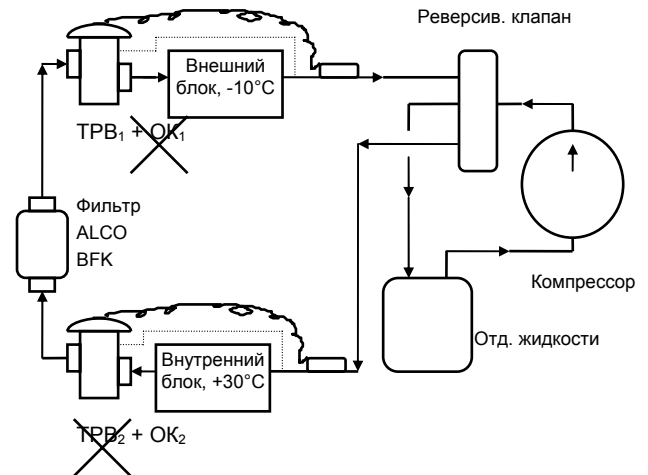 Реверсив. клапан
Внешний
блок, -10°C
ТРВ₁ + ОК₁
Фильтр
ALCO
BFK
Компрессор
Отд. жидкости
Внутренний
блок, +30°C
ТРВ₂ + ОК₂